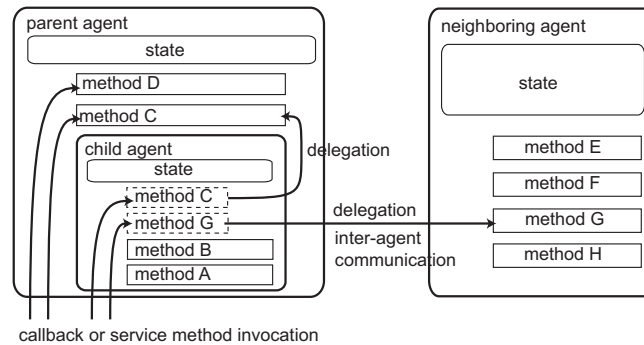 parent agent
state
method D
method C
child agent
state
method C
method G
method B
method A
delegation
delegation
inter-agent
communication
neighboring agent
state
method E
method F
method G
method H
callback or service method invocation